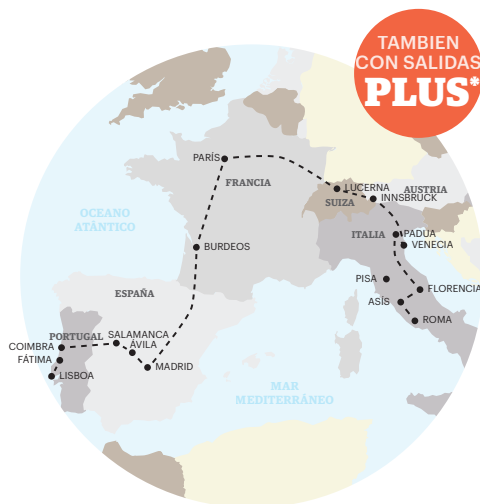 TAMBIEN
CON SALIDAS
PLUS*
PARÍS
FRANCIA
LUCERNA
SUIZA
AUSTRIA
INNSBRUCK
OCEANO
ATÁNTICO
ITALIA
PADUA
VENECIA
BURDEOS
PISA
FLORENCIA
ESPAÑA
ASÍS
ROMA
PORTUGAL
SALAMANCA
COIMBRA
ÁVILA
FÁTIMA
MADRID
LISBOA
MAR
MEDITERRÁNEO